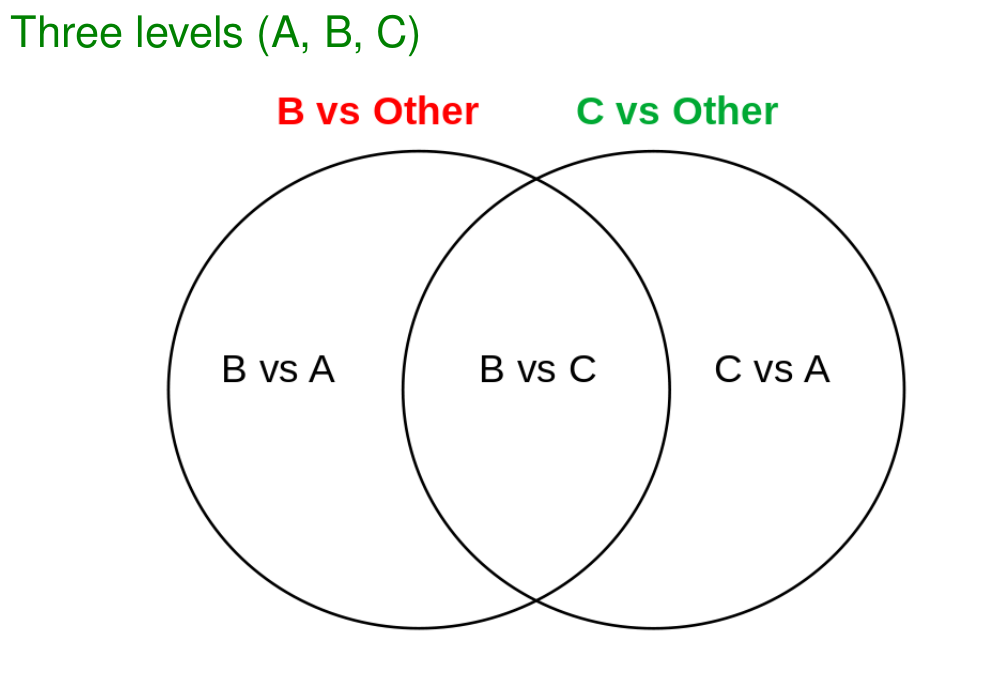 Three levels (A, B, C)
B vs Other
C vs Other
B vs A
B vs C
C vs A